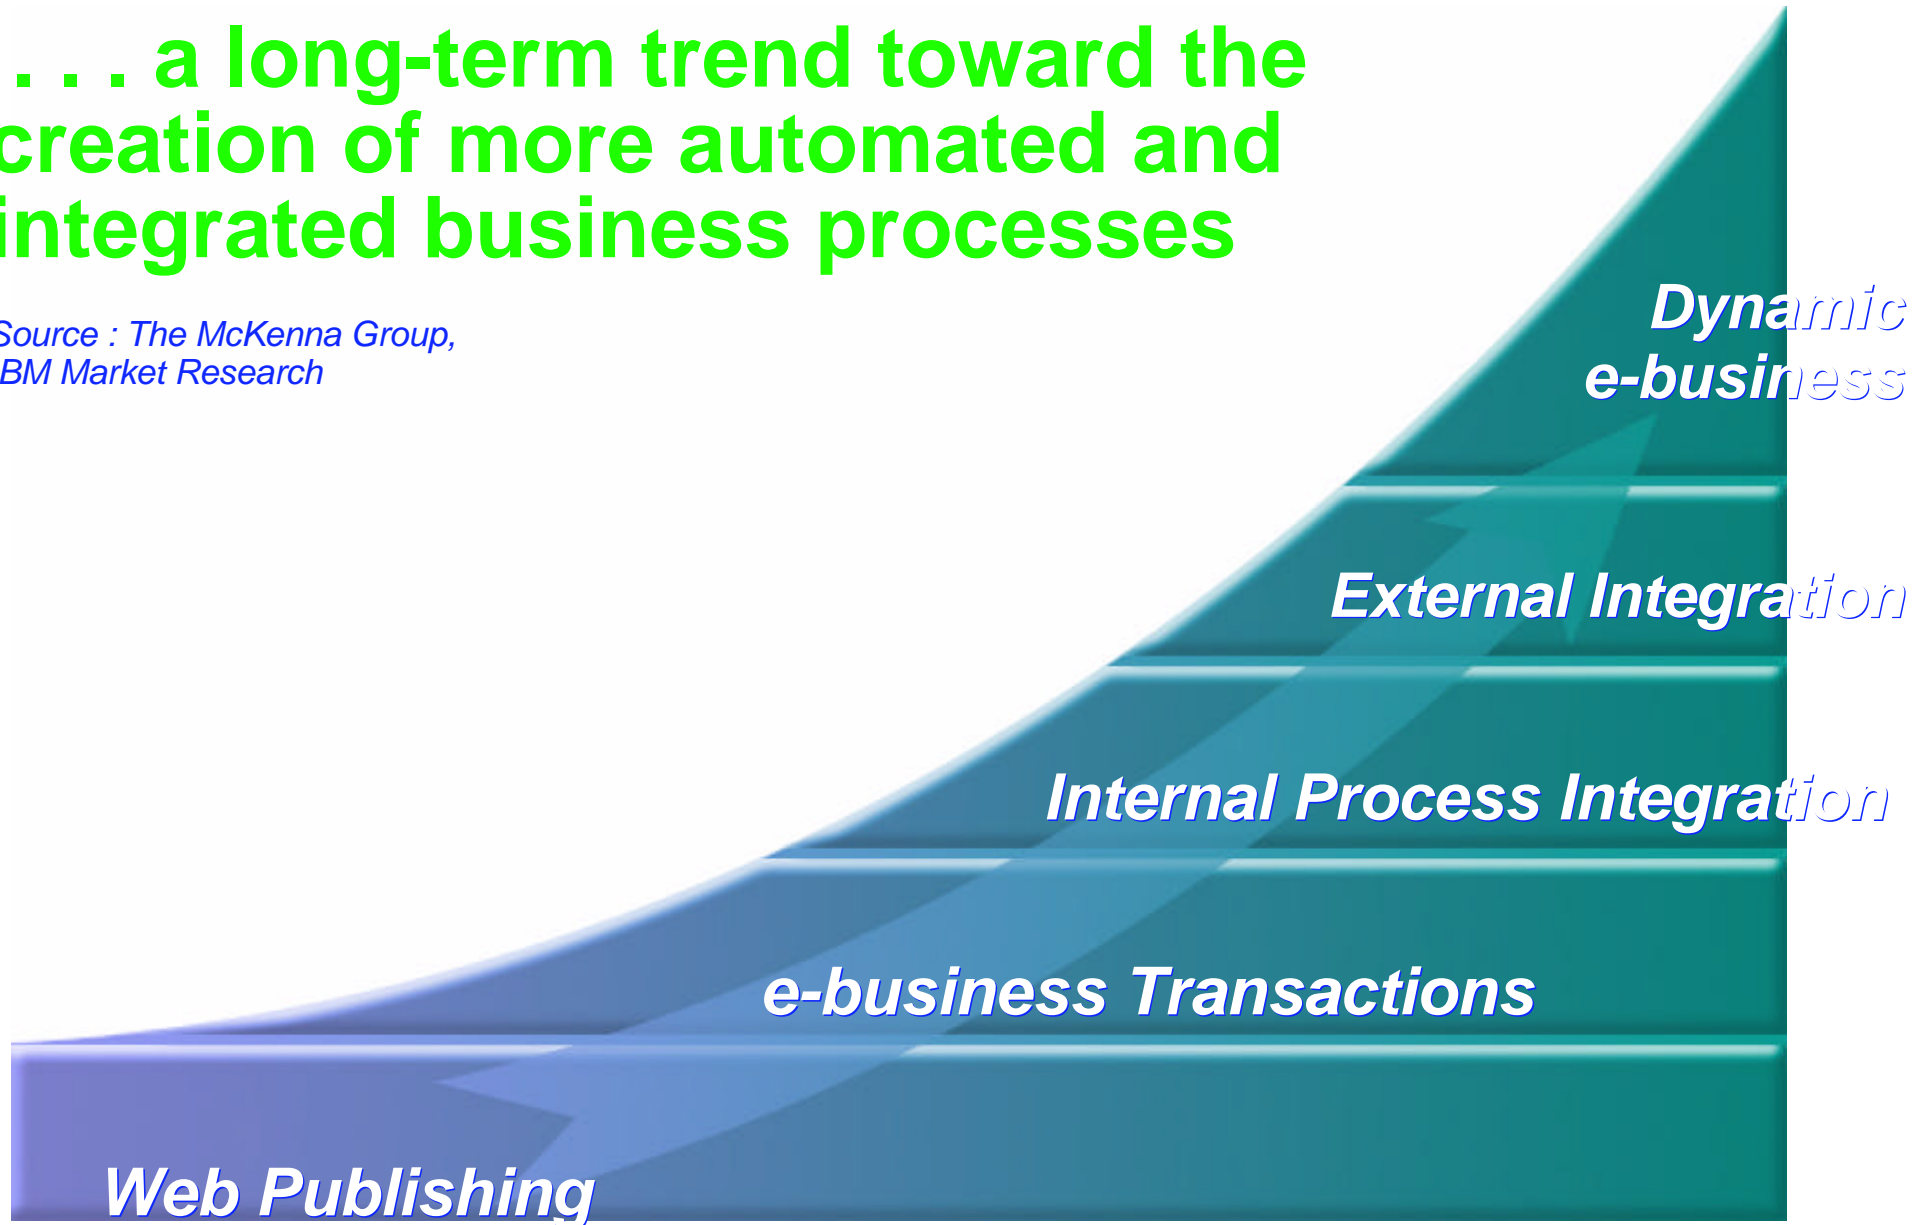 . . . a long-term trend toward the
creation of more automated and
integrated business processes
Source : The McKenna Group,
IBM Market Research
Dynamic
e-business
External Integration
Internal Process Integration
e-business Transactions
Web Publishing